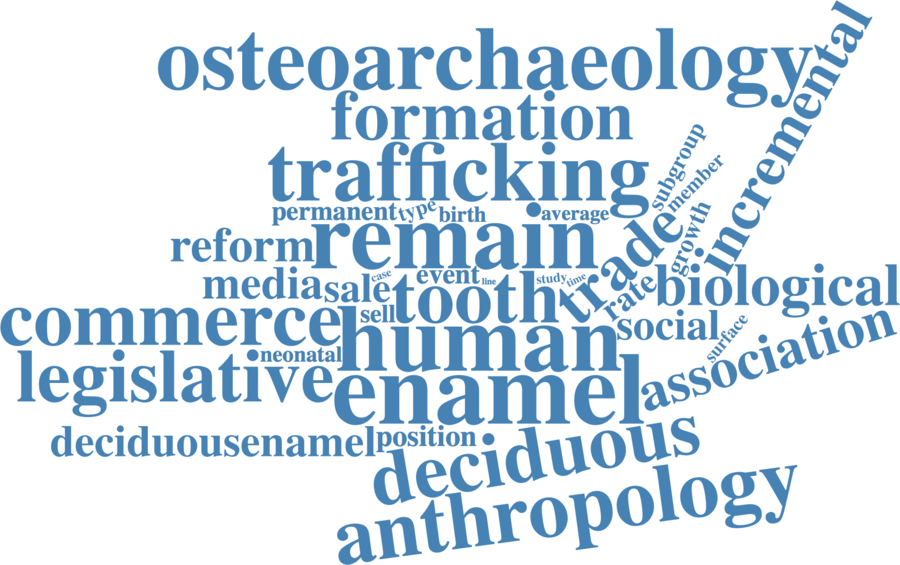 osteoarchaeology
incremental
formation
trafficking
subgroup
member
permanent
type
birth
average
remain
trade
growth
reform
media
sale
case
event
line
study
time
rate
biological
tooth
sell
commerce
human
social
surface
neonatal
legislative
enamel
association
deciduousenamel
position
deciduous
anthropology